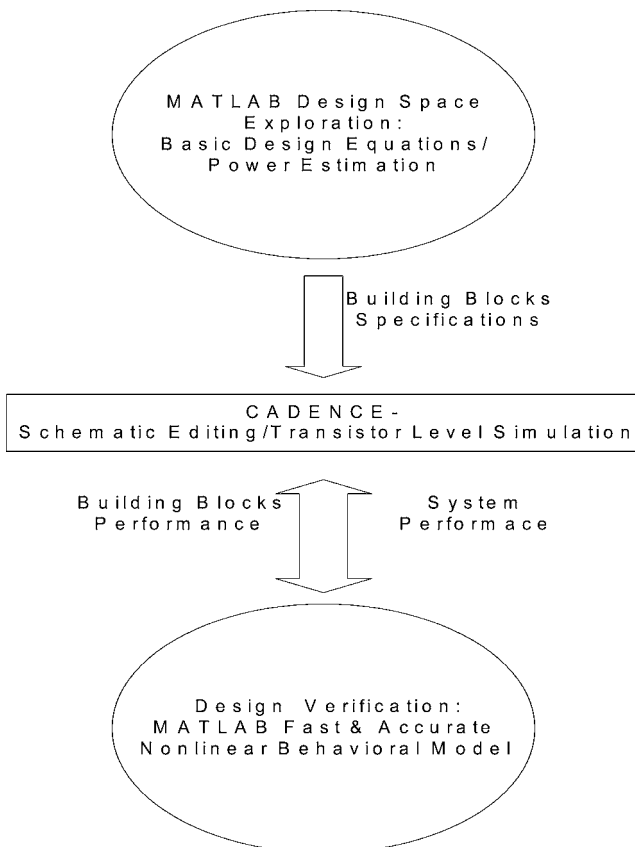 MATLAB Design Space
Exploration:
Basic Design Equations/
Power Estimation
Building Blocks
Specifications
CADENCE-
Schematic Editing/Transistor Level Simulation
Building Blocks
Performance
System
Performace
Design Verification:
MATLAB Fast & Accurate
Nonlinear Behavioral Model